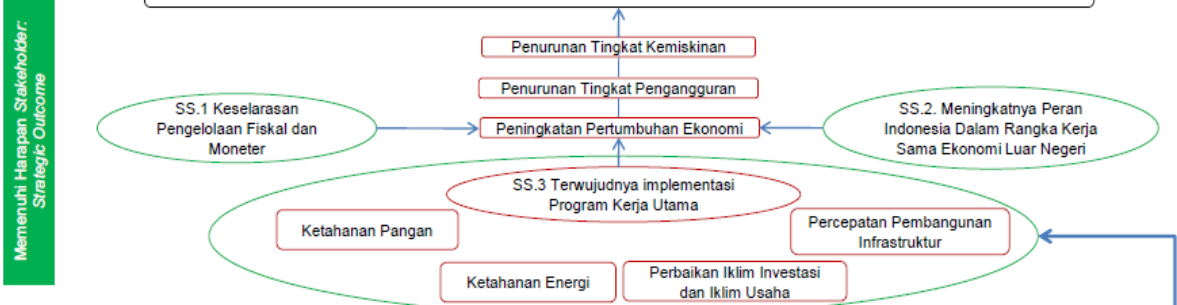 Memenuhi Harapan Stakeholder:
Strategic Outcome
Penurunan Tingkat Kemiskinan
Penurunan Tingkat Pengangguran
SS.1 Keselarasan
Pengelolaan Fiskal dan
Moneter
Peningkatan Pertumbuhan Ekonomi
SS.2. Meningkatnya Peran
Indonesia Dalam Rangka Kerja
Sama Ekonomi Luar Negeri
SS.3 Terwujudnya implementasi
Program Kerja Utama
Ketahanan Pangan
Percepatan Pembangunan
Infrastruktur
Ketahanan Energi
Perbaikan Iklim Investasi
dan Iklim Usaha